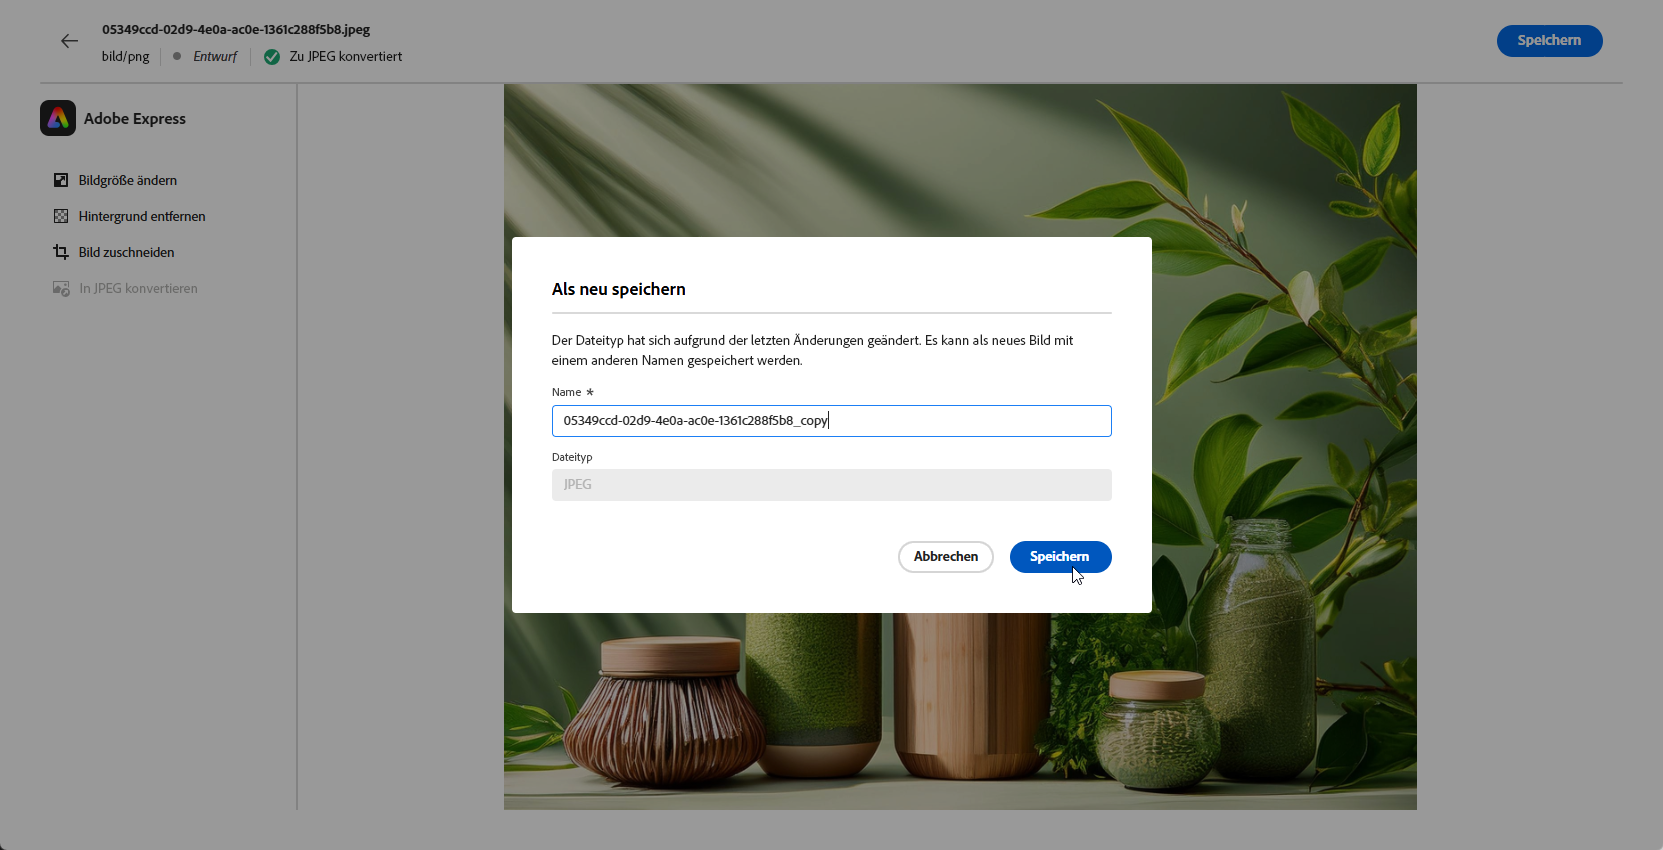 05349ccd-02d9-4e0a-ac0e-1361c288f5b8.jpeg
bild/png
Entwurf
Zu JPEG konvertiert
Speichern
Adobe Express
Bildgröße ändern
Hintergrund entfernen
Bild zuschneiden
In JPEG konvertieren
Als neu speichern
Der Dateityp hat sich aufgrund der letzten Änderungen geändert. Es kann als neues Bild mit
einem anderen Namen gespeichert werden.
Name *
05349ccd-02d9-4e0a-ac0e-1361c288f5b8_copy
Dateityp
JPEG
Abbrechen
Speichern